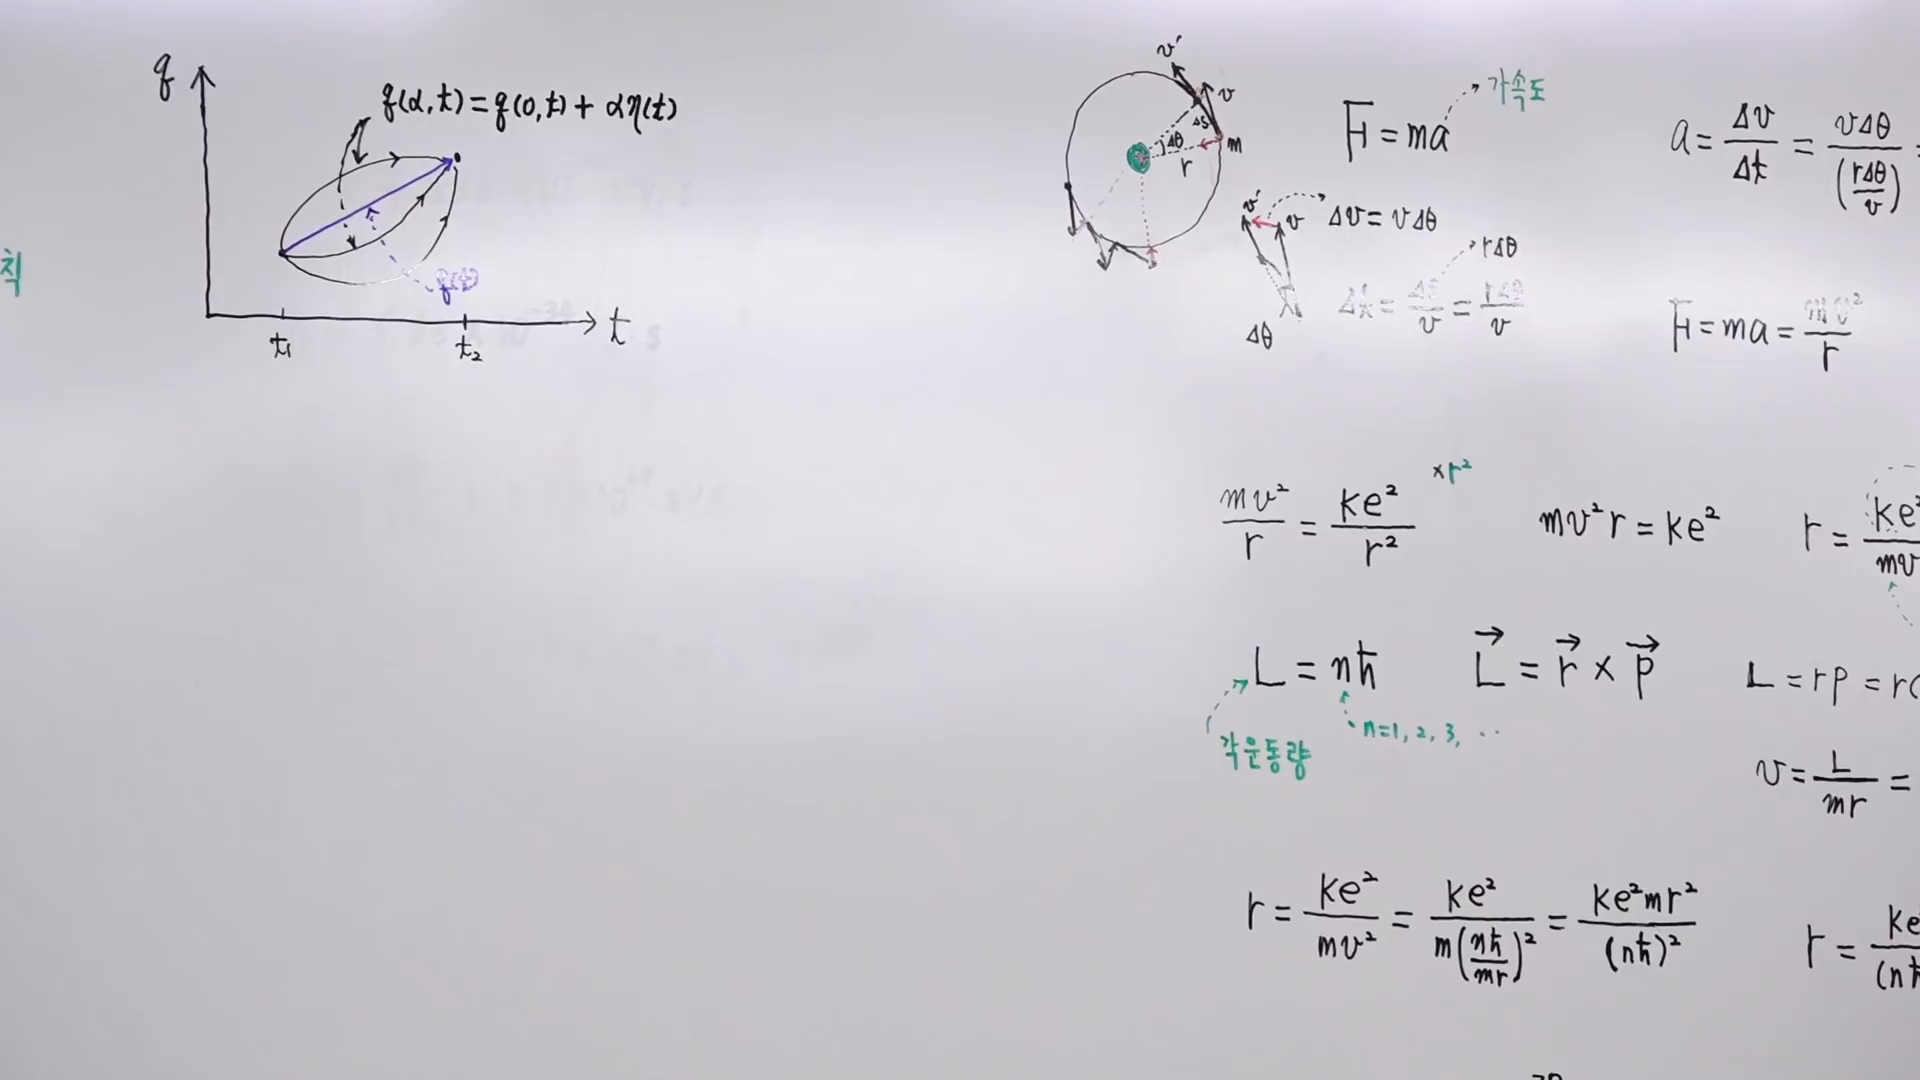 q
q(α,t)=q(0,t)+αη(t)
q(t)
t
t₁
t₂
칙
v'
v
Δs
Δθ
m
r
F=ma
가속도
a=Δv/Δt=vΔθ/(rΔθ/v)=
v'
v
Δv=vΔθ
rΔθ
Δt=Δs/v=rΔθ/v
Δθ
F=ma=mv²/r
mv²/r=ke²/r²
×r²
mv²r=ke²
r=ke²/mv
L=nħ
L⃗=r⃗×p⃗
L=rp=r(
각운동량
n=1, 2, 3, ··
v=L/mr=
r=ke²/mv²=ke²/m(nħ/mr)²=ke²mr²/(nħ)²
r=ke/(nħ